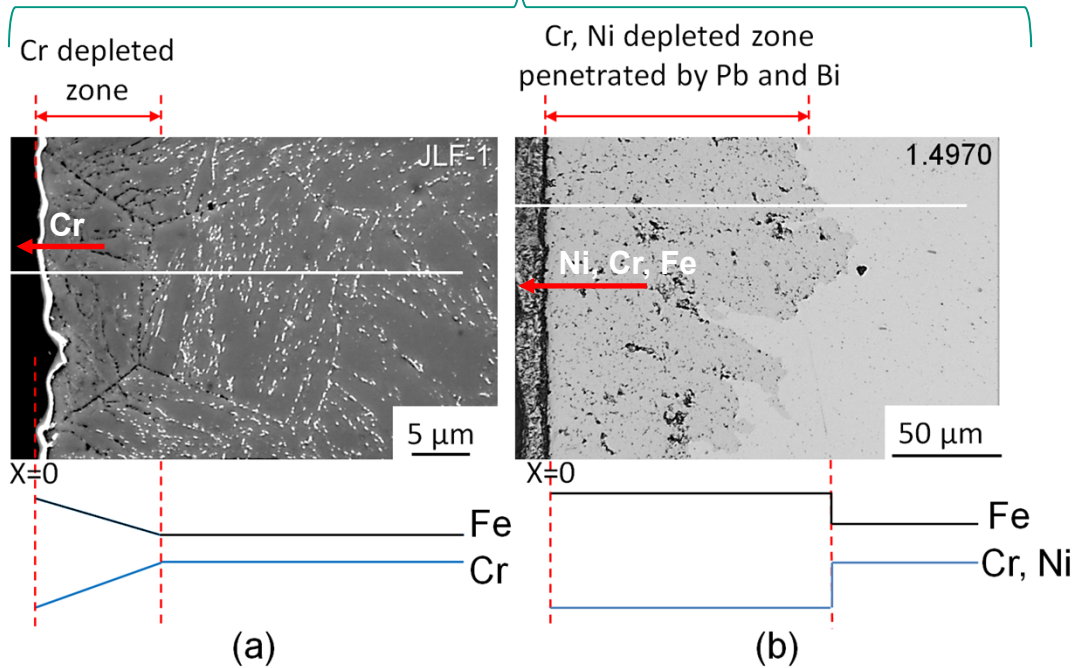 Cr depleted
zone
Cr, Ni depleted zone
penetrated by Pb and Bi
JLF-1
Cr
5 µm
1.4970
Ni, Cr, Fe
50 µm
X=0
Fe
Cr
(a)
X=0
Fe
Cr, Ni
(b)